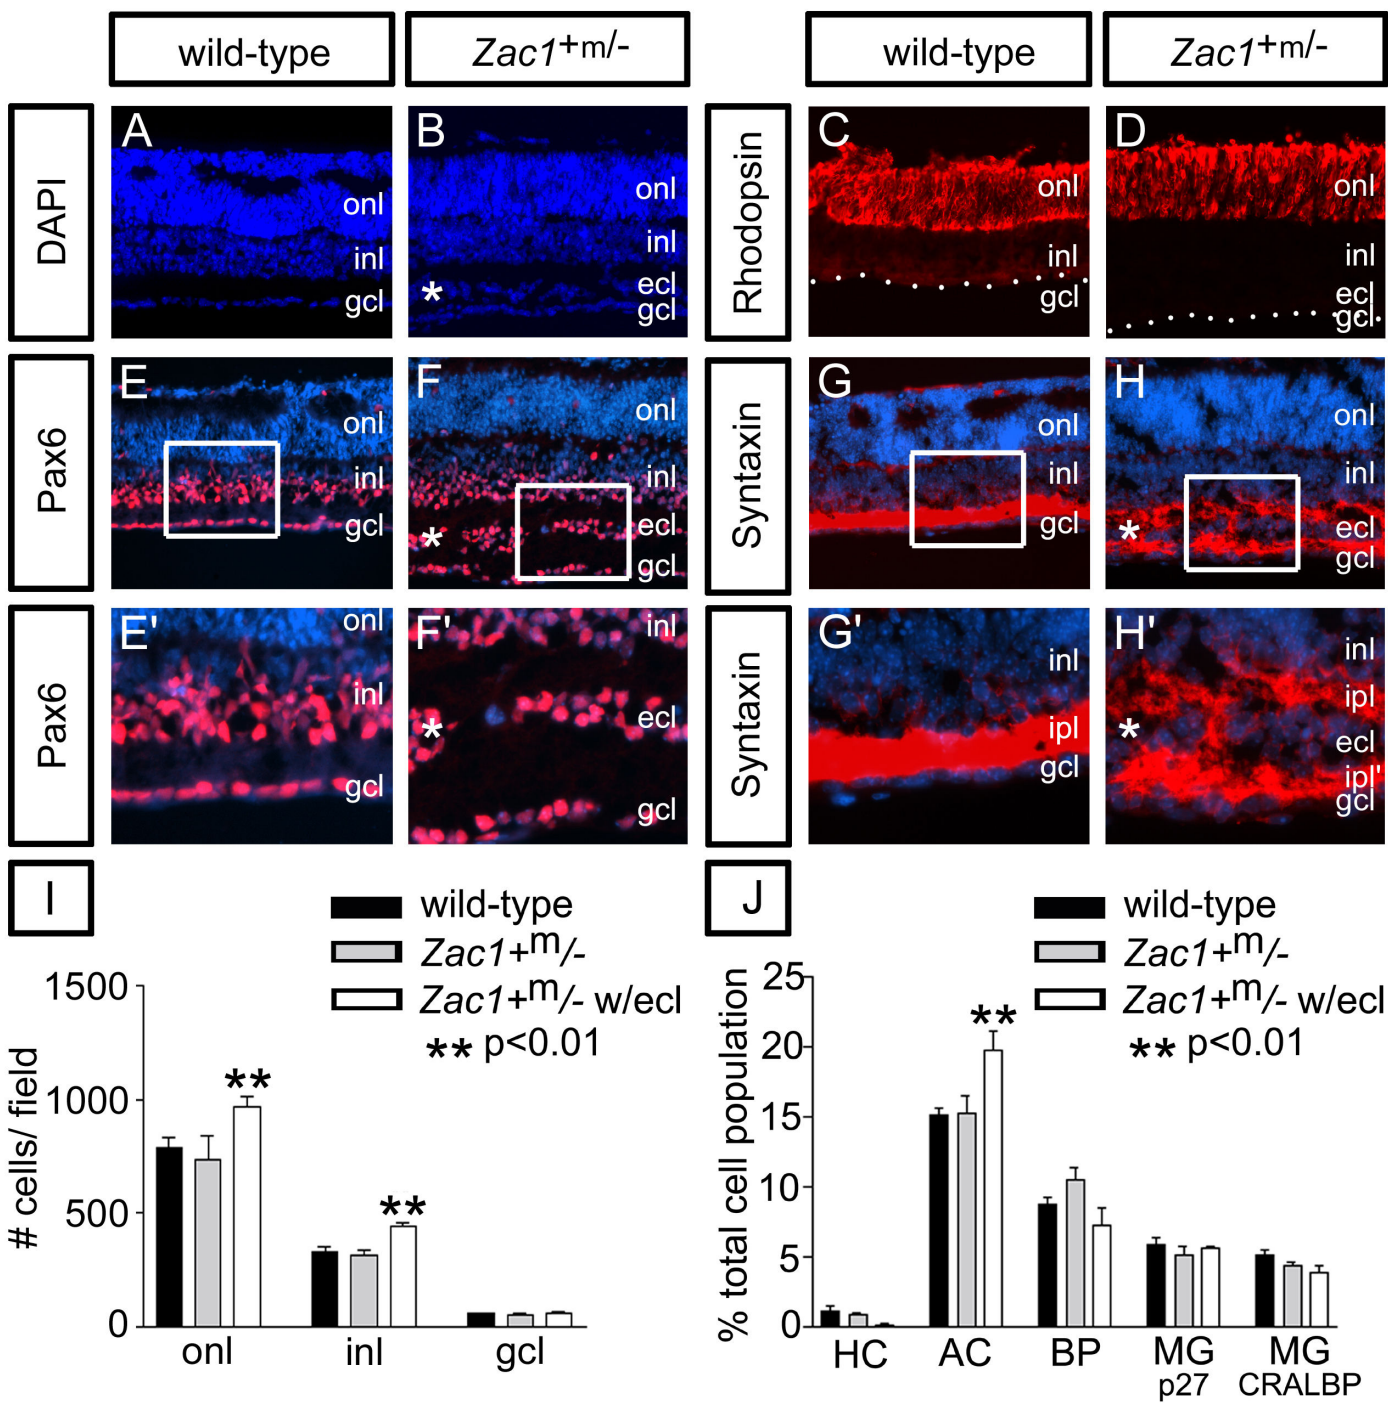 wild-type
Zac1+m/-
wild-type
Zac1+m/-
DAPI
A
onl
inl
gcl
B
onl
inl
*
ecl
gcl
Rhodopsin
C
onl
inl
gcl
D
onl
inl
ecl
gcl
Pax6
E
onl
inl
gcl
F
onl
inl
*
ecl
gcl
Syntaxin
G
onl
inl
gcl
H
onl
inl
*
ecl
gcl
Pax6
E'
onl
inl
gcl
F'
inl
*
ecl
gcl
Syntaxin
G'
inl
ipl
gcl
H'
inl
ipl
*
ecl
ipl'
gcl
I
wild-type
Zac1+m/-
Zac1+m/- w/ecl
** p<0.01
# cells/ field
1500
1000
500
0
**
**
onl
inl
gcl
J
wild-type
Zac1+m/-
Zac1+m/- w/ecl
** p<0.01
% total cell population
25
20
15
10
5
0
**
HC
AC
BP
MG
p27
MG
CRALBP